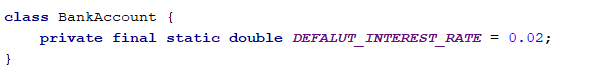 class BankAccount {
    private final static double DEFALUT_INTEREST_RATE = 0.02;
}